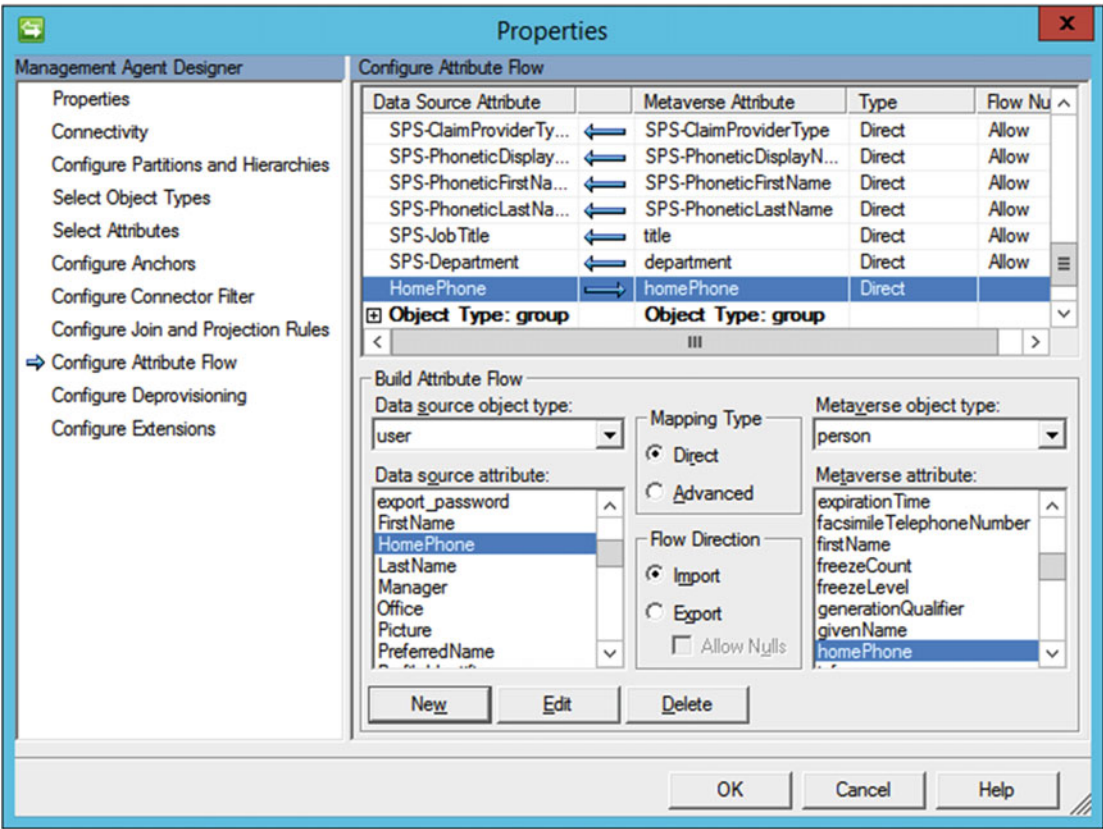 Properties
x
Management Agent Designer
Properties
Connectivity
Configure Partitions and Hierarchies
Select Object Types
Select Attributes
Configure Anchors
Configure Connector Filter
Configure Join and Projection Rules
Configure Attribute Flow
Configure Deprovisioning
Configure Extensions
Configure Attribute Flow
Data Source Attribute Metaverse Attribute Type Flow Nu
SPS-ClaimProviderTy... SPS-ClaimProviderType Direct Allow
SPS-PhoneticDisplay... SPS-PhoneticDisplayN... Direct Allow
SPS-PhoneticFirstNa... SPS-PhoneticFirstName Direct Allow
SPS-PhoneticLastNa... SPS-PhoneticLastName Direct Allow
SPS-JobTitle title Direct Allow
SPS-Department department Direct Allow
HomePhone homePhone Direct
Object Type: group Object Type: group
Build Attribute Flow
Data source object type:
user
Data source attribute:
export_password
FirstName
HomePhone
LastName
Manager
Office
Picture
PreferredName
Mapping Type
Direct
Advanced
Flow Direction
Import
Export
Allow Nulls
Metaverse object type:
person
Metaverse attribute:
expirationTime
facsimileTelephoneNumber
firstName
freezeCount
freezeLevel
generationQualifier
givenName
homePhone
New Edit Delete
OK Cancel Help